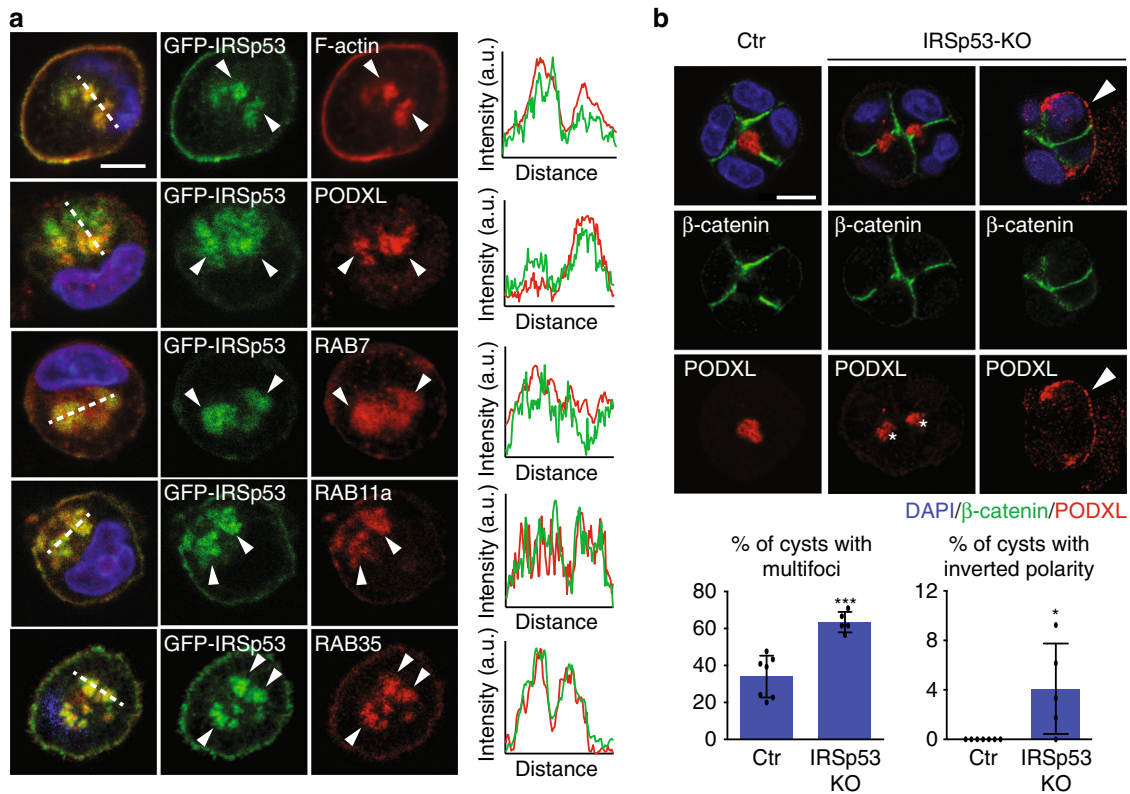 a
GFP-IRSp53
F-actin
Intensity (a.u.)
Distance
GFP-IRSp53
PODXL
Intensity (a.u.)
Distance
GFP-IRSp53
RAB7
Intensity (a.u.)
Distance
GFP-IRSp53
RAB11a
Intensity (a.u.)
Distance
GFP-IRSp53
RAB35
Intensity (a.u.)
Distance
b
Ctr
IRSp53-KO
β-catenin
β-catenin
β-catenin
PODXL
PODXL
PODXL
*
*
DAPI/β-catenin/PODXL
% of cysts with
multifoci
80
60
40
20
0
***
Ctr
IRSp53
KO
% of cysts with
inverted polarity
12
8
4
0
*
Ctr
IRSp53
KO